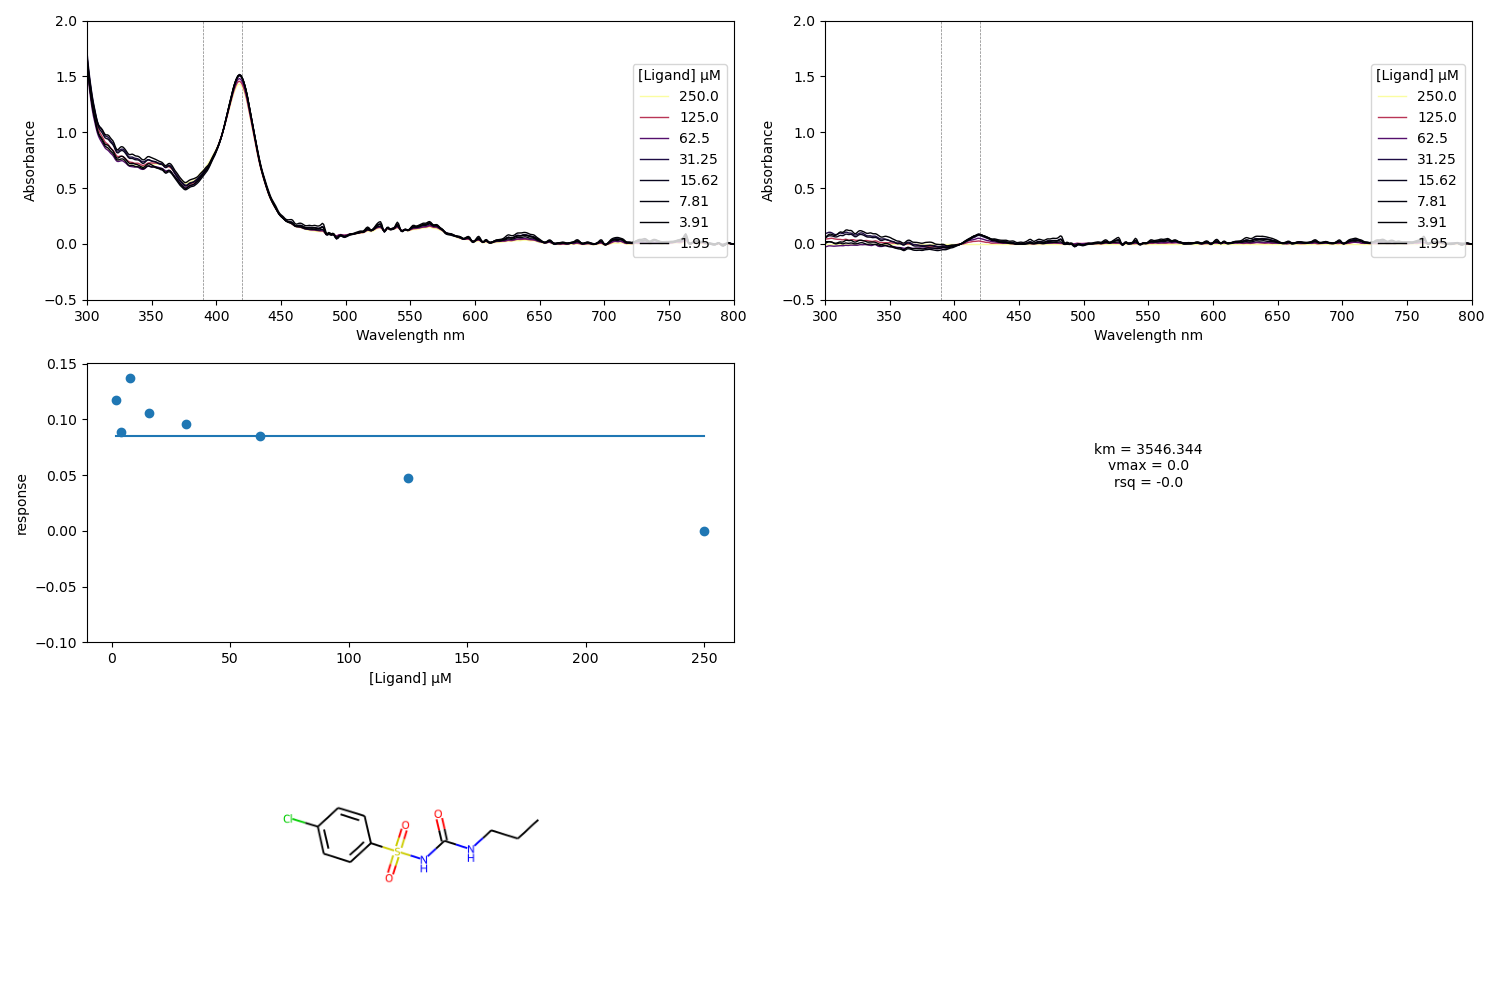 2.0
1.5
1.0
0.5
0.0
−0.5
Absorbance
300 350 400 450 500 550 600 650 700 750 800
Wavelength nm
[Ligand] µM
250.0
125.0
62.5
31.25
15.62
7.81
3.91
1.95
2.0
1.5
1.0
0.5
0.0
−0.5
Absorbance
300 350 400 450 500 550 600 650 700 750 800
Wavelength nm
[Ligand] µM
250.0
125.0
62.5
31.25
15.62
7.81
3.91
1.95
0.15
0.10
0.05
0.00
−0.05
−0.10
response
0 50 100 150 200 250
[Ligand] µM
km = 3546.344
vmax = 0.0
rsq = -0.0
Cl
O
O
S
O
N
H
N
H